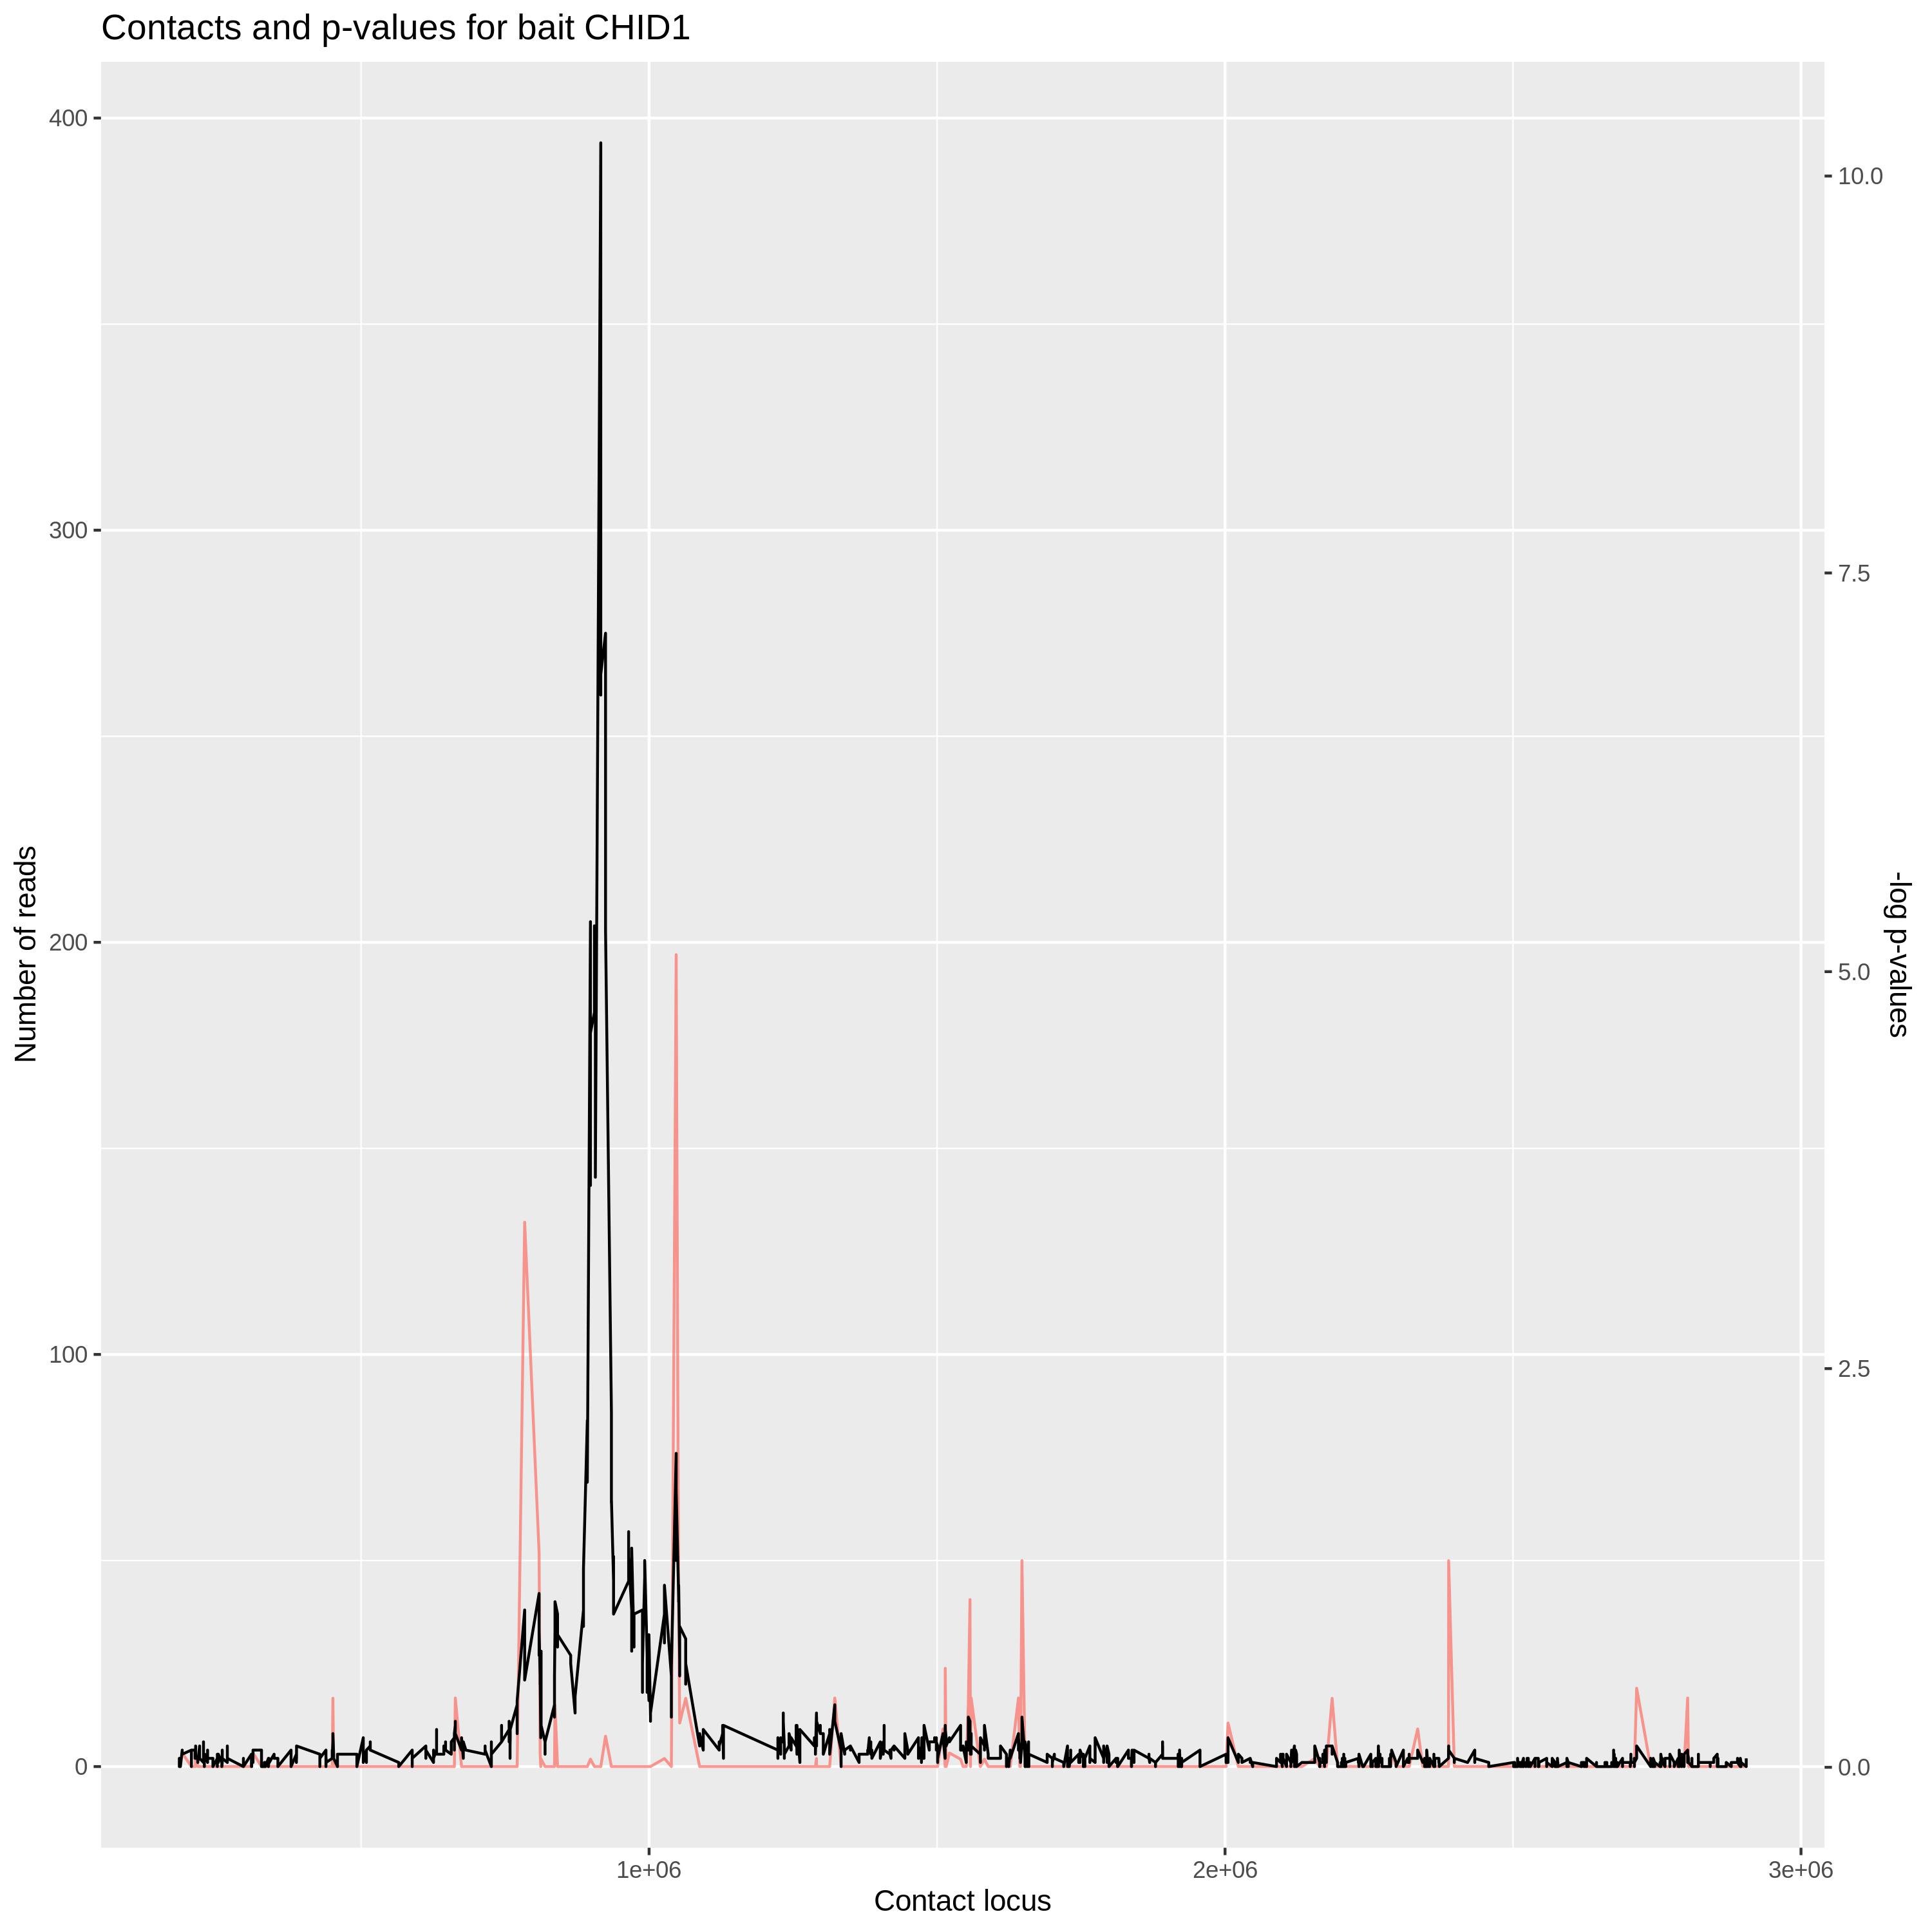 Contacts and p-values for bait CHID1
400
300
200
100
0
Number of reads
10.0
7.5
5.0
2.5
0.0
-log p-values
1e+06
2e+06
3e+06
Contact locus